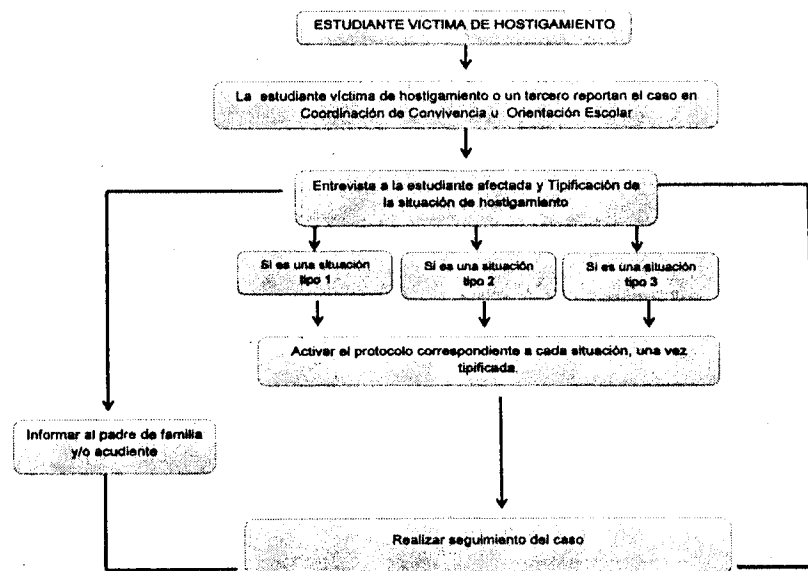 ESTUDIANTE VICTIMA DE HOSTIGAMIENTO
La estudiante víctima de hostigamiento o un tercero reportan el caso en
Coordinación de Convivencia u Orientación Escolar
Entrevista a la estudiante afectada y Tipificación de
la situación de hostigamiento
Si es una situación
tipo 1
Si es una situación
tipo 2
Si es una situación
tipo 3
Activar el protocolo correspondiente a cada situación, una vez
tipificada.
Informar al padre de familia
y/o acudiente
Realizar seguimiento del caso